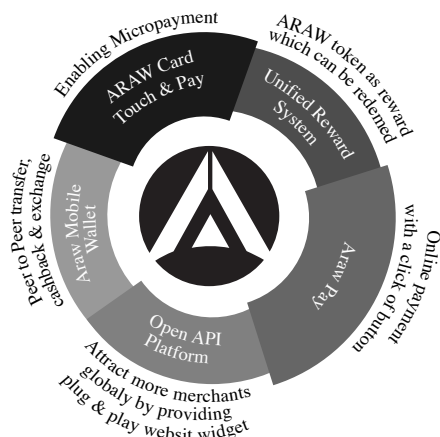 Enabling Micropayment
ARAW Card
Touch & Pay
ARAW token as reward
which can be redemed
Unified Reward
System
Online payment
with a click of button
Araw Pay
Attract more merchants
globaly by providing
plug & play websit widget
Open API
Platform
Peer to Peer transfer,
cashback & exchange
Araw Mobile
Wallet